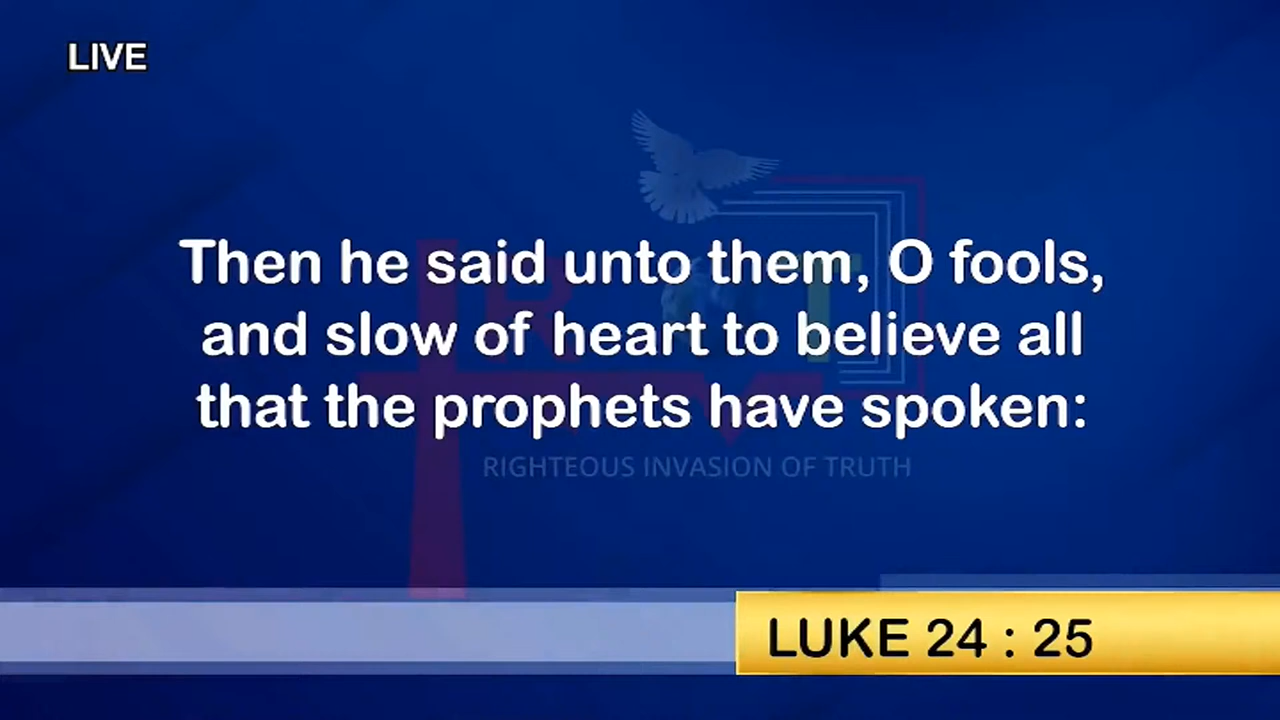 LIVE
Then he said unto them, O fools,
and slow of heart to believe all
that the prophets have spoken:
RIGHTEOUS INVASION OF TRUTH
LUKE 24 : 25